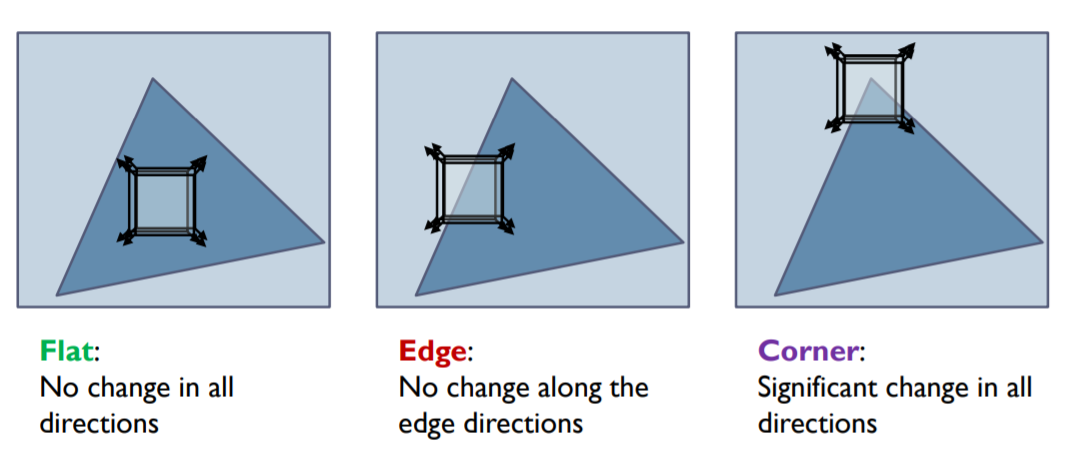 Flat:
No change in all
directions
Edge:
No change along the
edge directions
Corner:
Significant change in all
directions